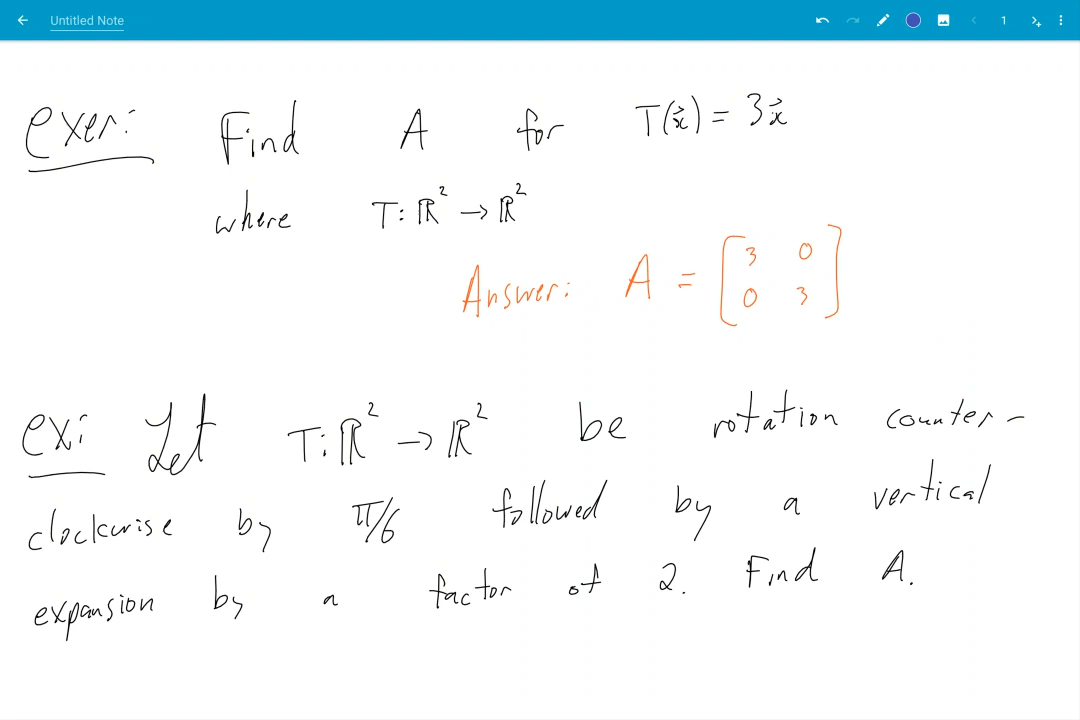 Untitled Note
1
exer: Find A for T(x⃗) = 3x⃗
where T: ℝ² → ℝ²
Answer: A = [3 0
0 3]
ex: Let T: ℝ² → ℝ² be rotation counter-
clockwise by π/6 followed by a vertical
expansion by a factor of 2. Find A.